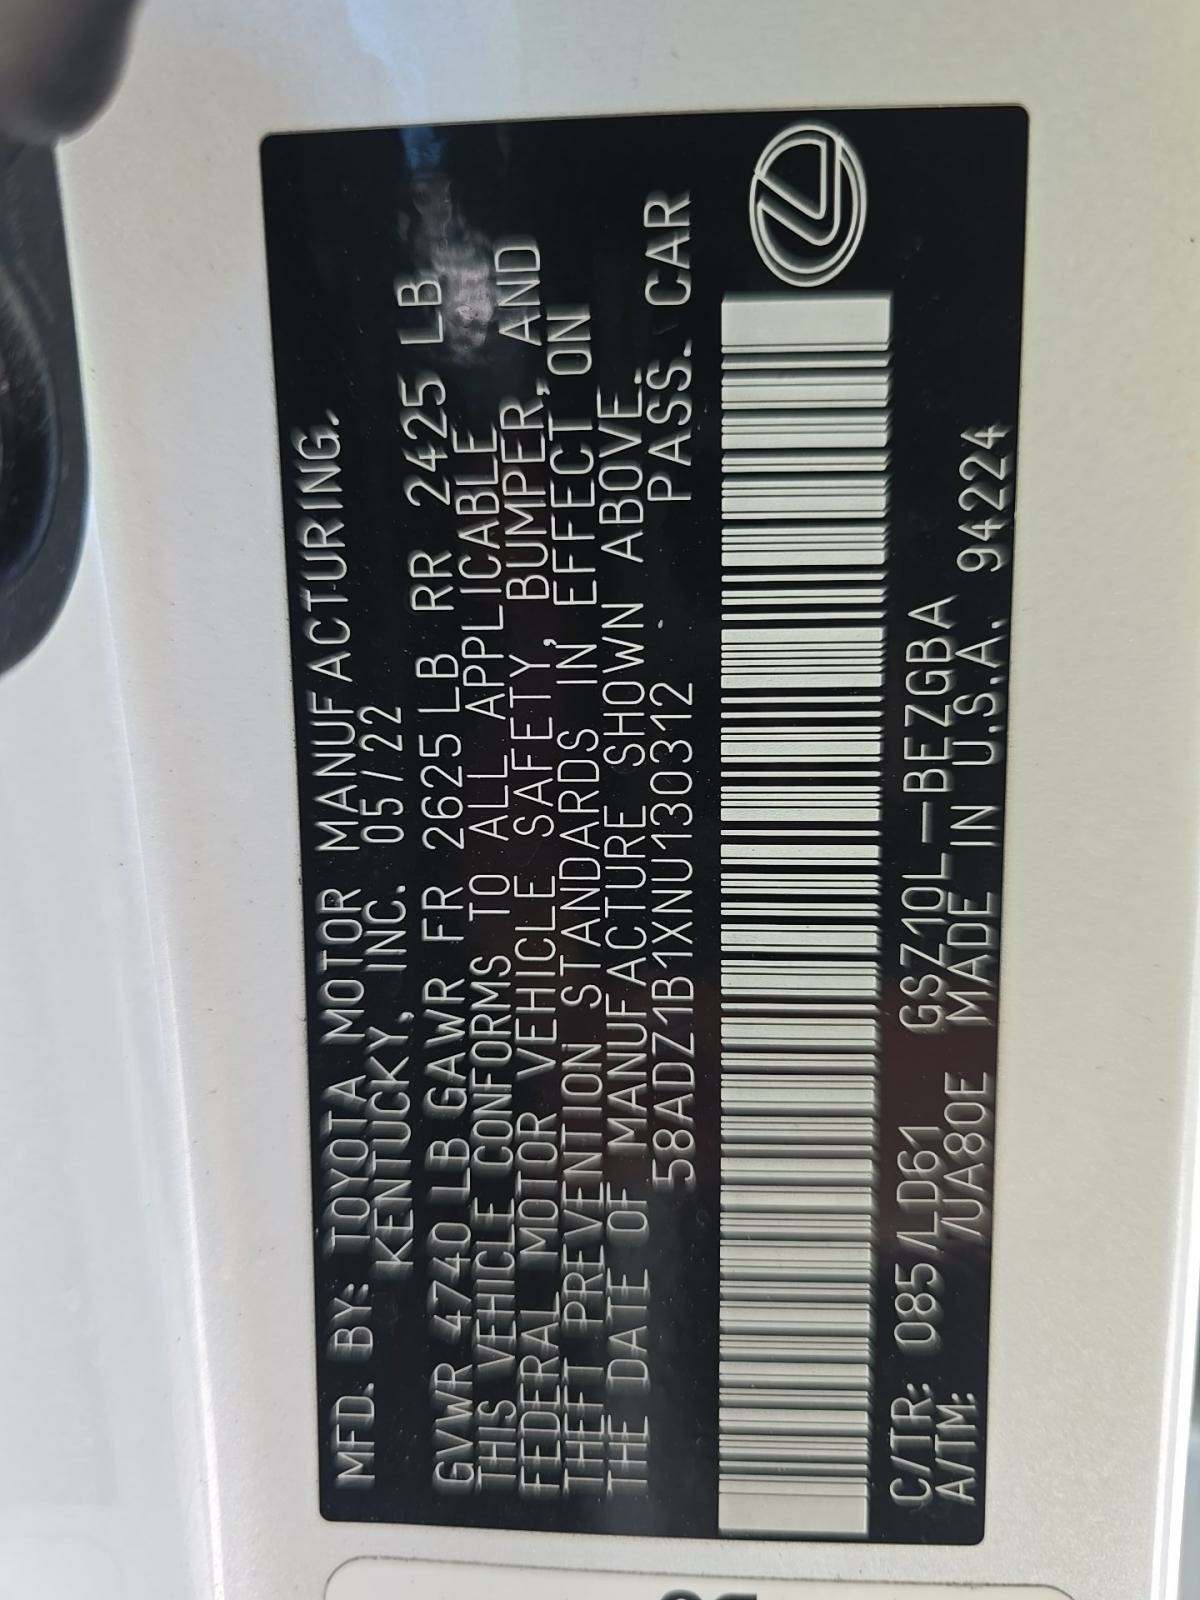 MFD. BY: TOYOTA MOTOR MANUFACTURING.
KENTUCKY, INC. 05/22
GVWR 4740 LB GAWR FR 2625 LB RR 2425 LB
THIS VEHICLE CONFORMS TO ALL APPLICABLE
FEDERAL MOTOR VEHICLE SAFETY, BUMPER, AND
THEFT PREVENTION STANDARDS IN EFFECT ON
THE DATE OF MANUFACTURE SHOWN ABOVE.
58ADZ1B1XNU130312 PASS. CAR
C/TR: 085 /LD61 GSZ10L-BEZGBA
A/TM: /UA80E MADE IN U.S.A. 94224